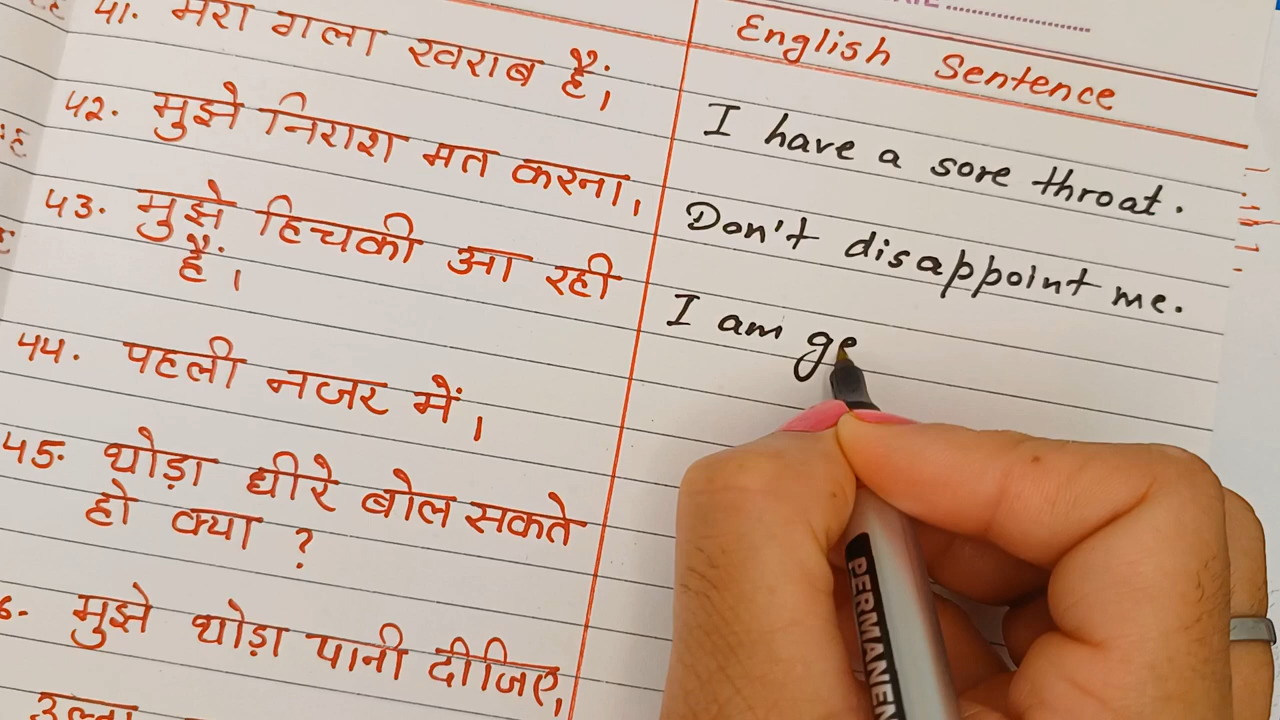 41. मेरा गला खराब हैं।
English Sentence
I have a sore throat.
42. मुझे निराश मत करना।
Don't disappoint me.
43. मुझे हिचकी आ रही
हैं।
I am ge
44. पहली नजर में।
45. थोड़ा धीरे बोल सकते
हो क्या ?
6. मुझे थोड़ा पानी दीजिए।
PERMANEN